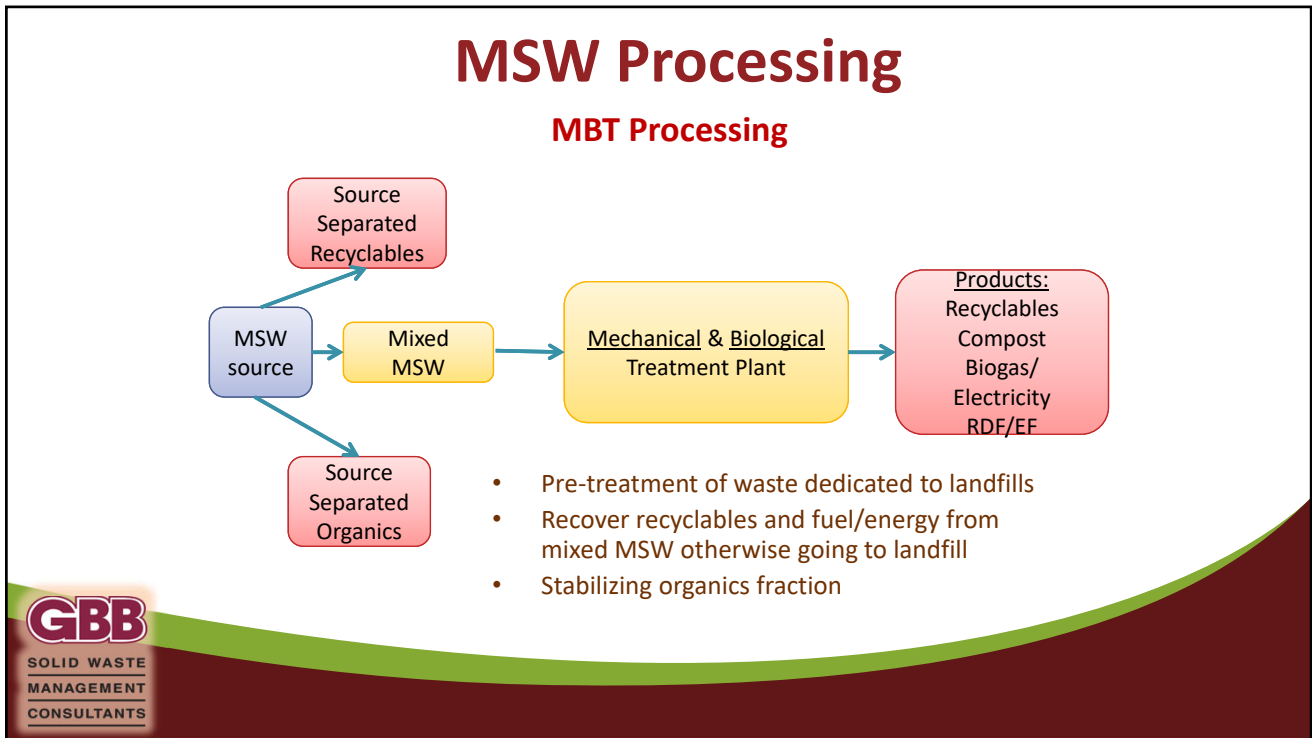 MSW Processing
MBT Processing
Source
Separated
Recyclables
MSW
source
Mixed
MSW
Mechanical & Biological
Treatment Plant
Products:
Recyclables
Compost
Biogas/
Electricity
RDF/EF
Source
Separated
Organics
• Pre-treatment of waste dedicated to landfills
• Recover recyclables and fuel/energy from
mixed MSW otherwise going to landfill
• Stabilizing organics fraction
GBB
SOLID WASTE
MANAGEMENT
CONSULTANTS